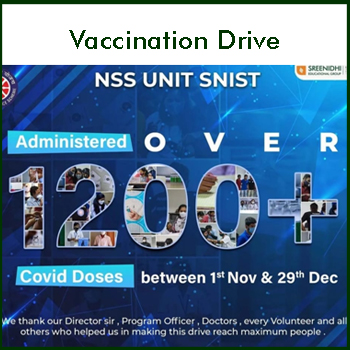 Vaccination Drive
NSS UNIT SNIST
SREENIDHI
EDUCATIONAL GROUP
Administered OVER
1200+
Covid Doses between 1st Nov & 29th Dec
We thank our Director sir , Program Officer , Doctors , every Volunteer and all
others who helped us in making this drive reach maximum people .